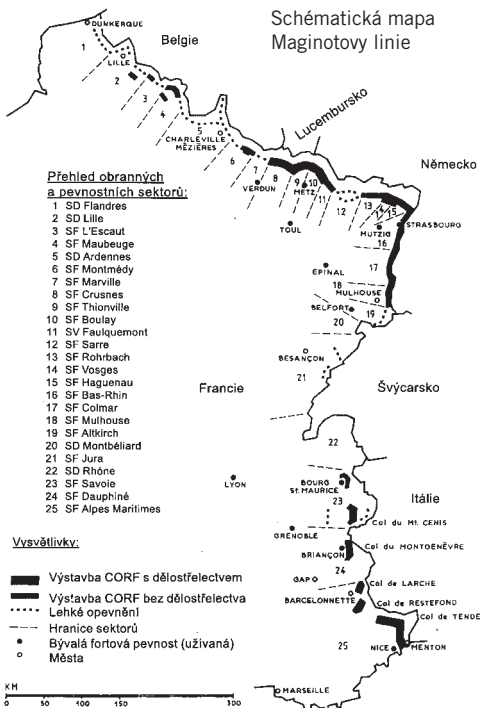 Schématická mapa
Maginotovy linie
DUNKERQUE
Belgie
1
LILLE
2
3
4
5
CHARLEVILLE
MÉZIÈRES
Lucembursko
Německo
6
7
VERDUN
8
9
10
METZ
11
12
13
14
15
STRASBOURG
MUTZIG
16
TOUL
17
EPINAL
18
MULHOUSE
BELFORT
19
20
BESANÇON
21
Přehled obranných
a pevnostních sektorů:
1 SD Flandres
2 SD Lille
3 SF L'Escaut
4 SF Maubeuge
5 SD Ardennes
6 SF Montmédy
7 SF Marville
8 SF Crusnes
9 SF Thionville
10 SF Boulay
11 SV Faulquemont
12 SF Sarre
13 SF Rohrbach
14 SF Vosges
15 SF Haguenau
16 SF Bas-Rhin
17 SF Colmar
18 SF Mulhouse
19 SF Altkirch
20 SD Montbéliard
21 SF Jura
22 SD Rhône
23 SF Savoie
24 SF Dauphiné
25 SF Alpes Maritimes
Francie
Švýcarsko
22
LYON
BOURG
St. MAURICE
23
Itálie
Col du Mt. CENIS
GRENOBLE
BRIANÇON
Col du MONTGENÈVRE
24
GAP
Col de LARCHE
BARCELONNETTE
Col de RESTEFOND
Col de TENDE
25
NICE
MENTON
MARSEILLE
Vysvětlivky:
Výstavba CORF s dělostřelectvem
Výstavba CORF bez dělostřelectva
Lehké opevnění
Hranice sektorů
Bývalá fortová pevnost (užívaná)
Města
KM
0 50 100 150 300